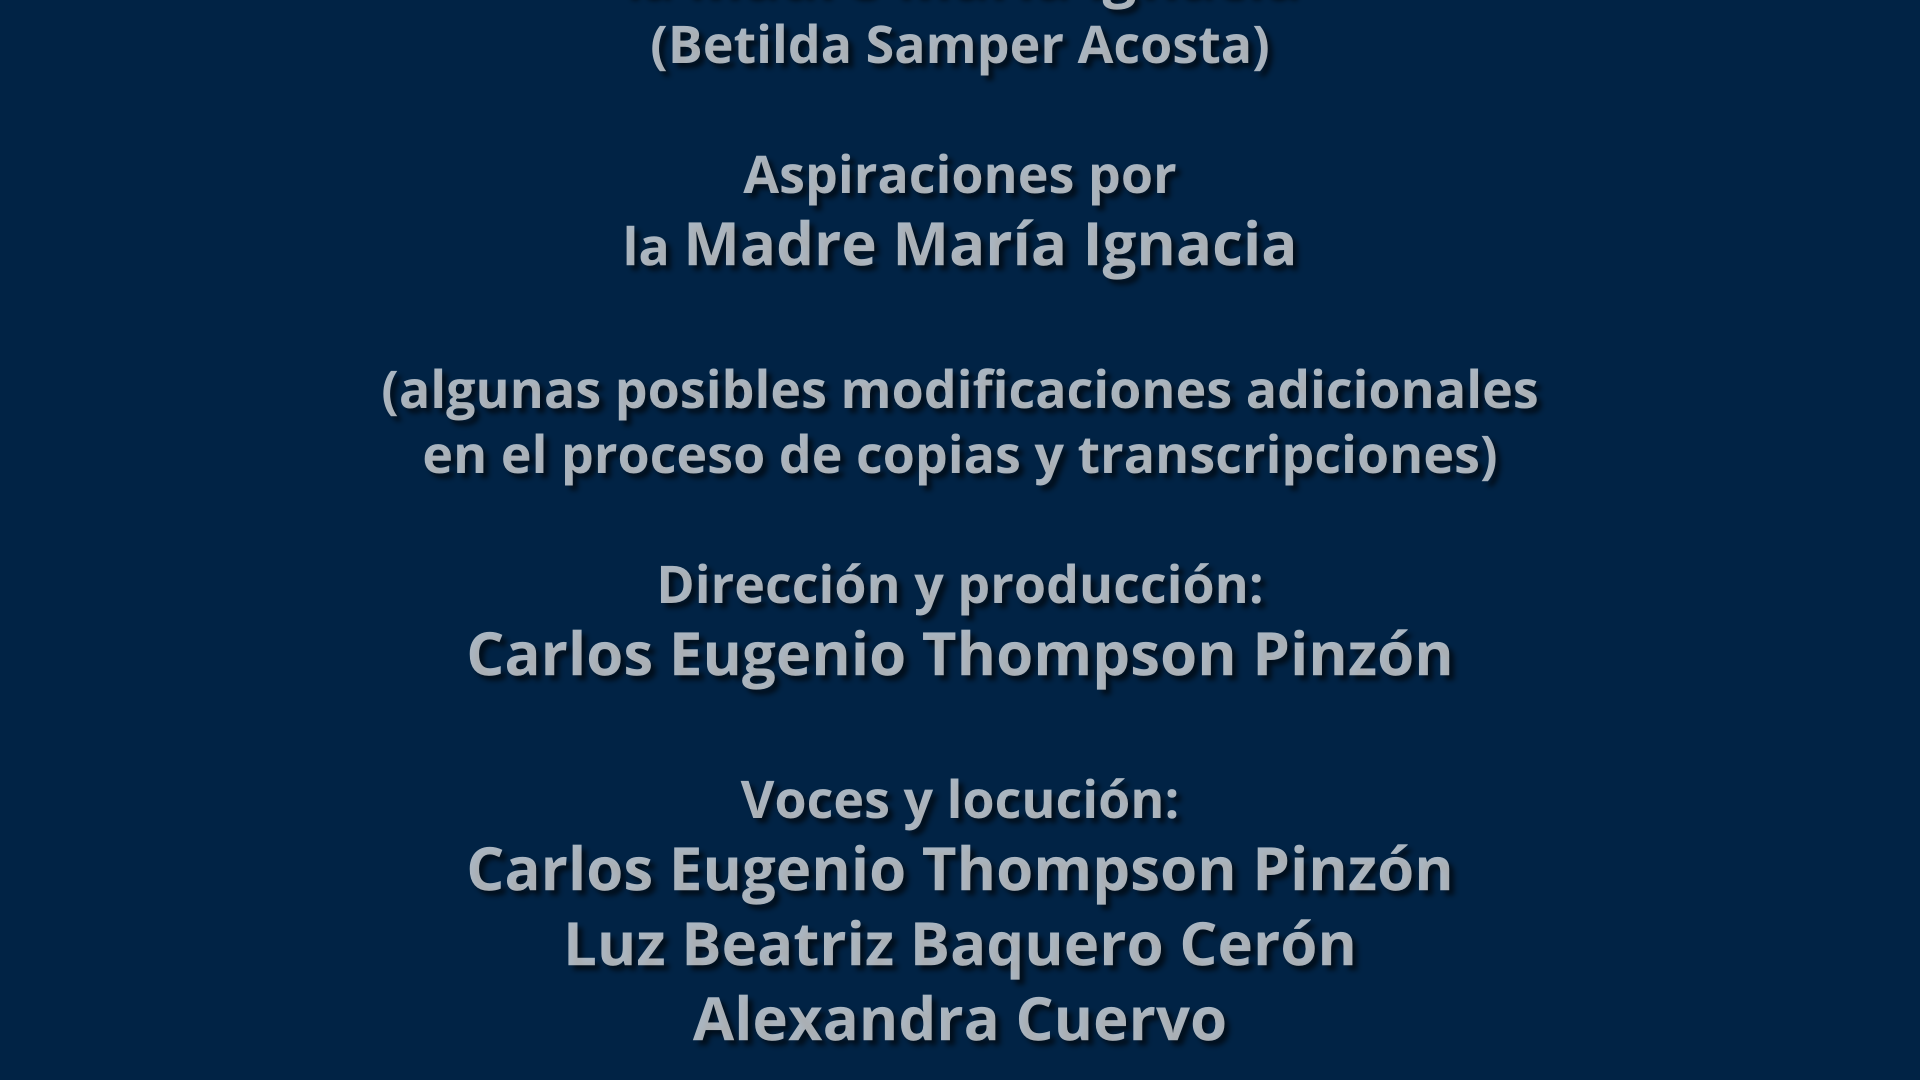 (Betilda Samper Acosta)
Aspiraciones por
la Madre María Ignacia
(algunas posibles modificaciones adicionales
en el proceso de copias y transcripciones)
Dirección y producción:
Carlos Eugenio Thompson Pinzón
Voces y locución:
Carlos Eugenio Thompson Pinzón
Luz Beatriz Baquero Cerón
Alexandra Cuervo